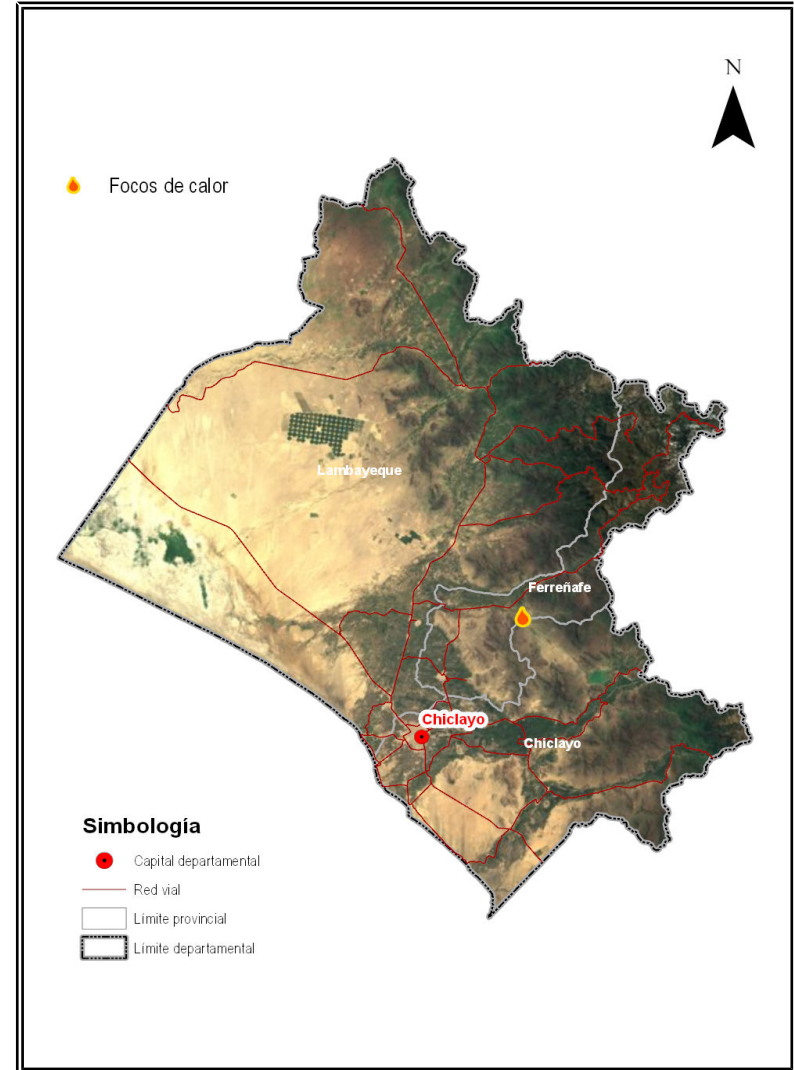 N
Focos de calor
Lambayeque
Ferreñafe
Chiclayo
Chiclayo
Simbología
Capital departamental
Red vial
Límite provincial
Límite departamental